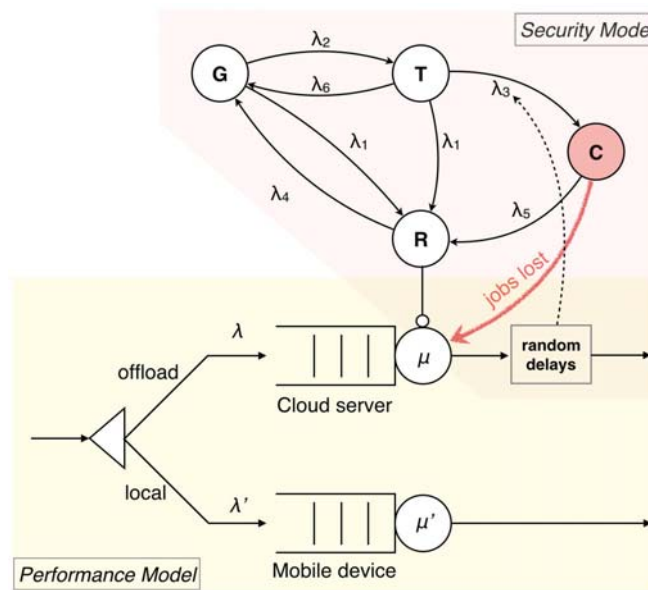 Security Model
λ2
G
T
λ6
λ3
λ1
λ1
C
λ4
λ5
R
jobs lost
λ
offload
μ
random
delays
Cloud server
local
λ'
μ'
Mobile device
Performance Model